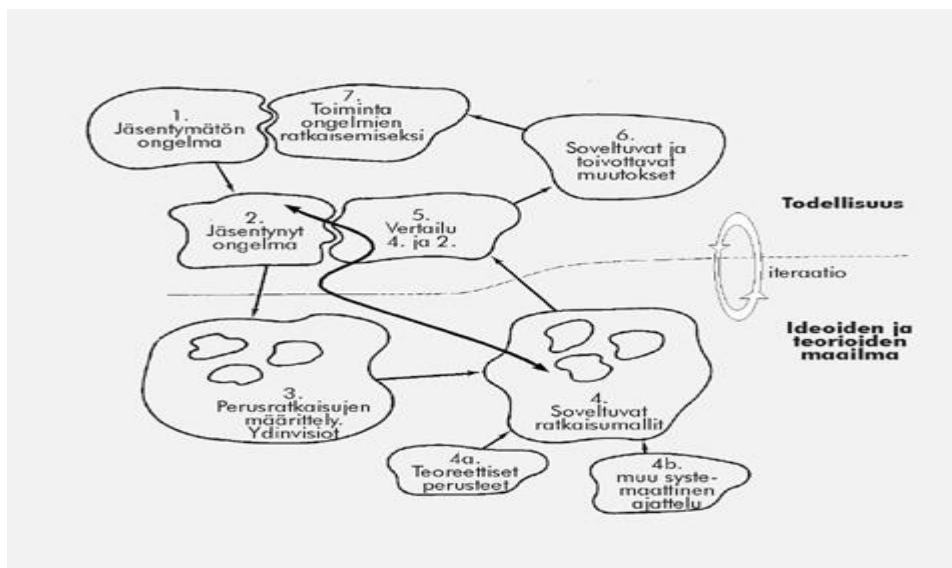 1.
Jäsentymätön
ongelma
7.
Toiminta
ongelmien
ratkaisemiseksi
6.
Soveltuvat ja
toivottavat
muutokset
2.
Jäsentynyt
ongelma
5.
Vertailu
4. ja 2.
Todellisuus
iteraatio
Ideoiden ja
teorioiden
maailma
3.
Perusratkaisujen
määrittely.
Ydinvisiot
4.
Soveltuvat
ratkaisumallit
4a.
Teoreettiset
perusteet
4b.
muu syste-
maattinen
ajattelu